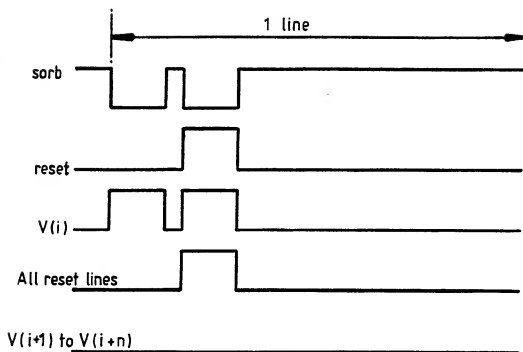 1 line
sorb
reset
V(i)
All reset lines
V(i+1) to V(i+n)